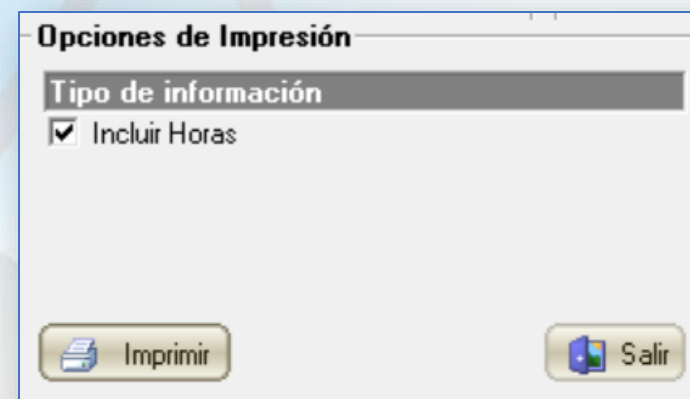 Opciones de Impresión
Tipo de información
Incluir Horas
Imprimir
Salir